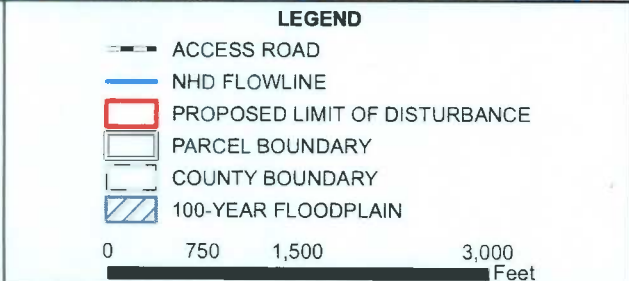 LEGEND
ACCESS ROAD
NHD FLOWLINE
PROPOSED LIMIT OF DISTURBANCE
PARCEL BOUNDARY
COUNTY BOUNDARY
100-YEAR FLOODPLAIN
0 750 1,500 3,000
Feet